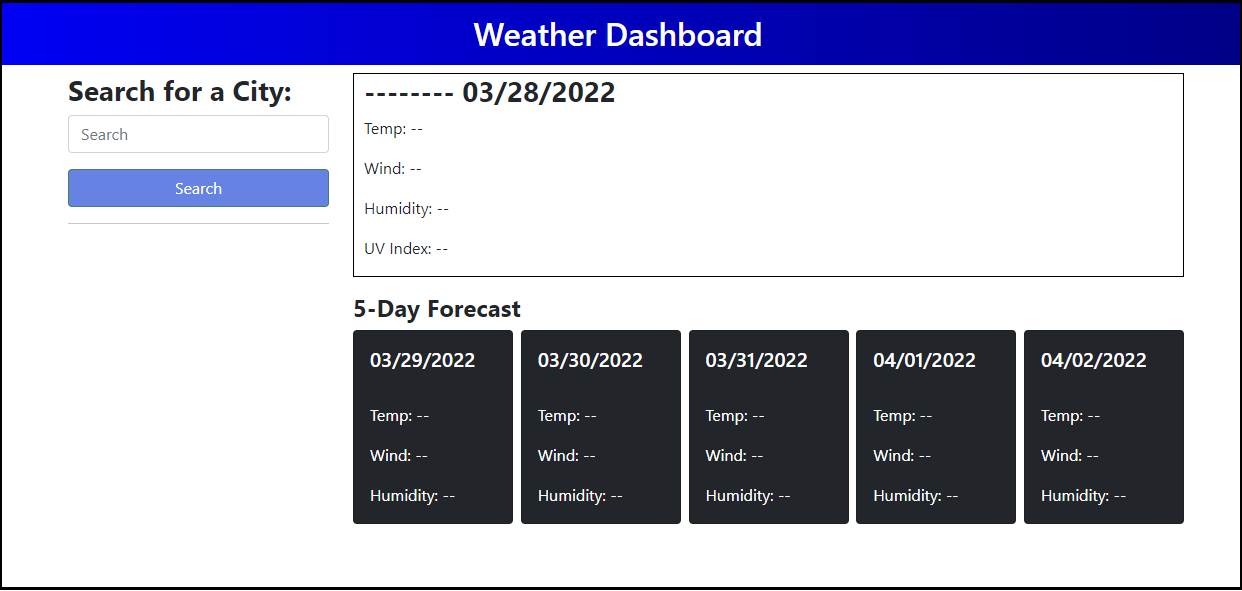 Weather Dashboard
Search for a City:
Search
Search
-------- 03/28/2022
Temp: --
Wind: --
Humidity: --
UV Index: --
5-Day Forecast
03/29/2022
Temp: --
Wind: --
Humidity: --
03/30/2022
Temp: --
Wind: --
Humidity: --
03/31/2022
Temp: --
Wind: --
Humidity: --
04/01/2022
Temp: --
Wind: --
Humidity: --
04/02/2022
Temp: --
Wind: --
Humidity: --